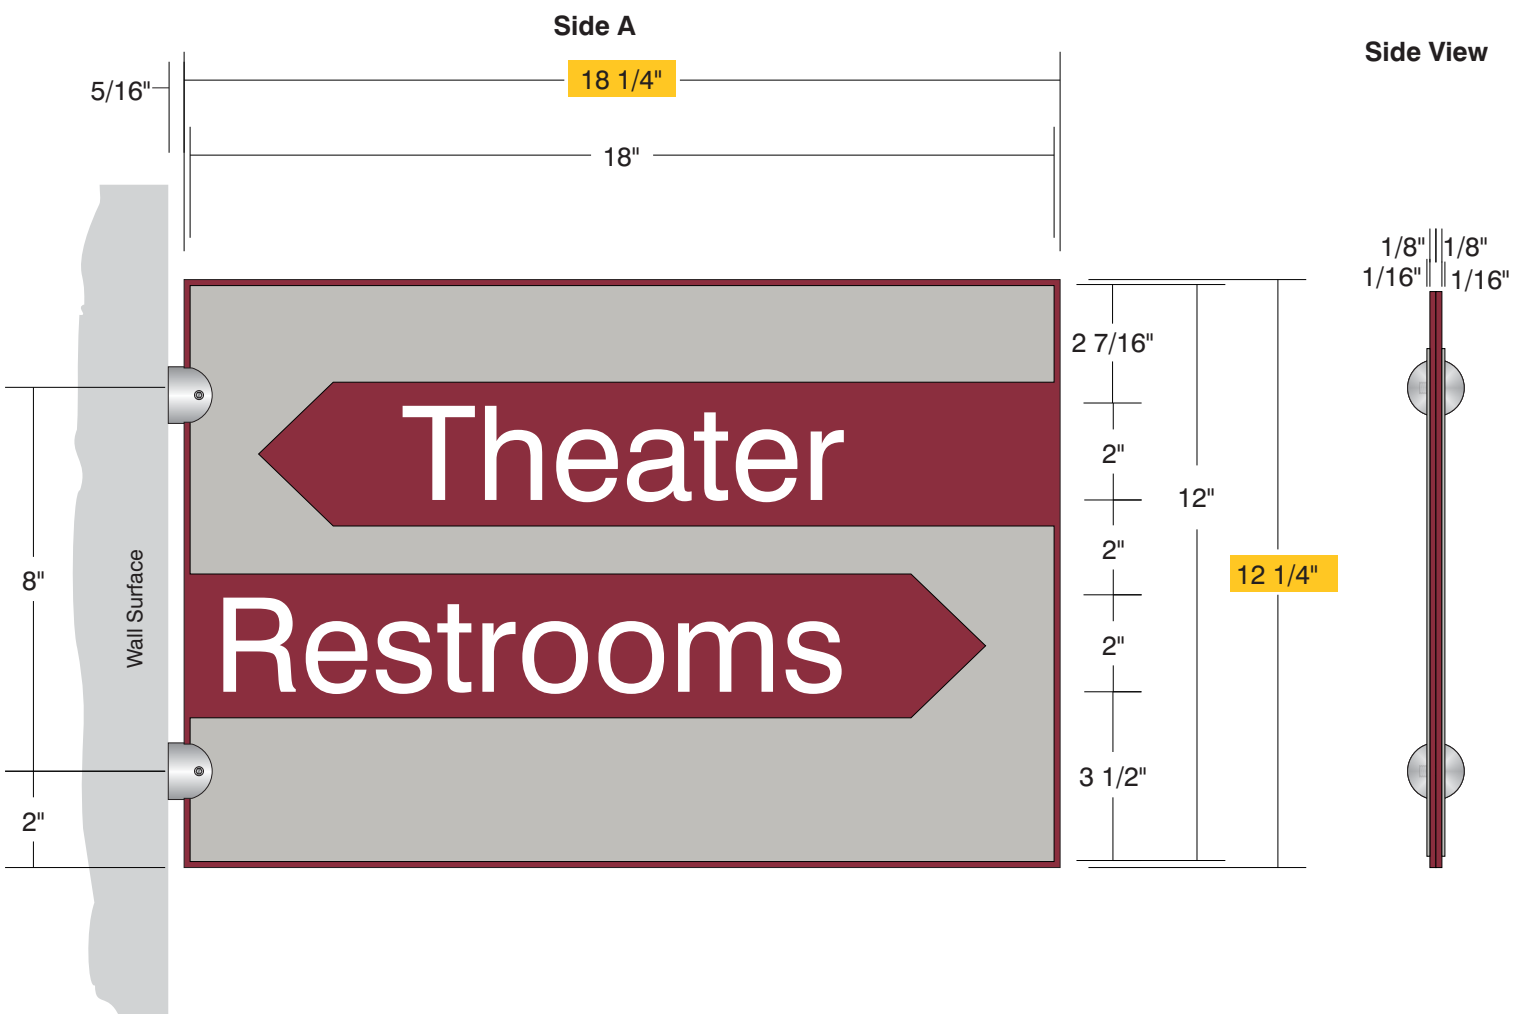 Side A
Side View
18 1/4"
5/16"
18"
1/8" 1/8"
1/16" 1/16"
2 7/16"
Theater
2"
12"
2"
12 1/4"
8"
Wall Surface
Restrooms
2"
3 1/2"
2"